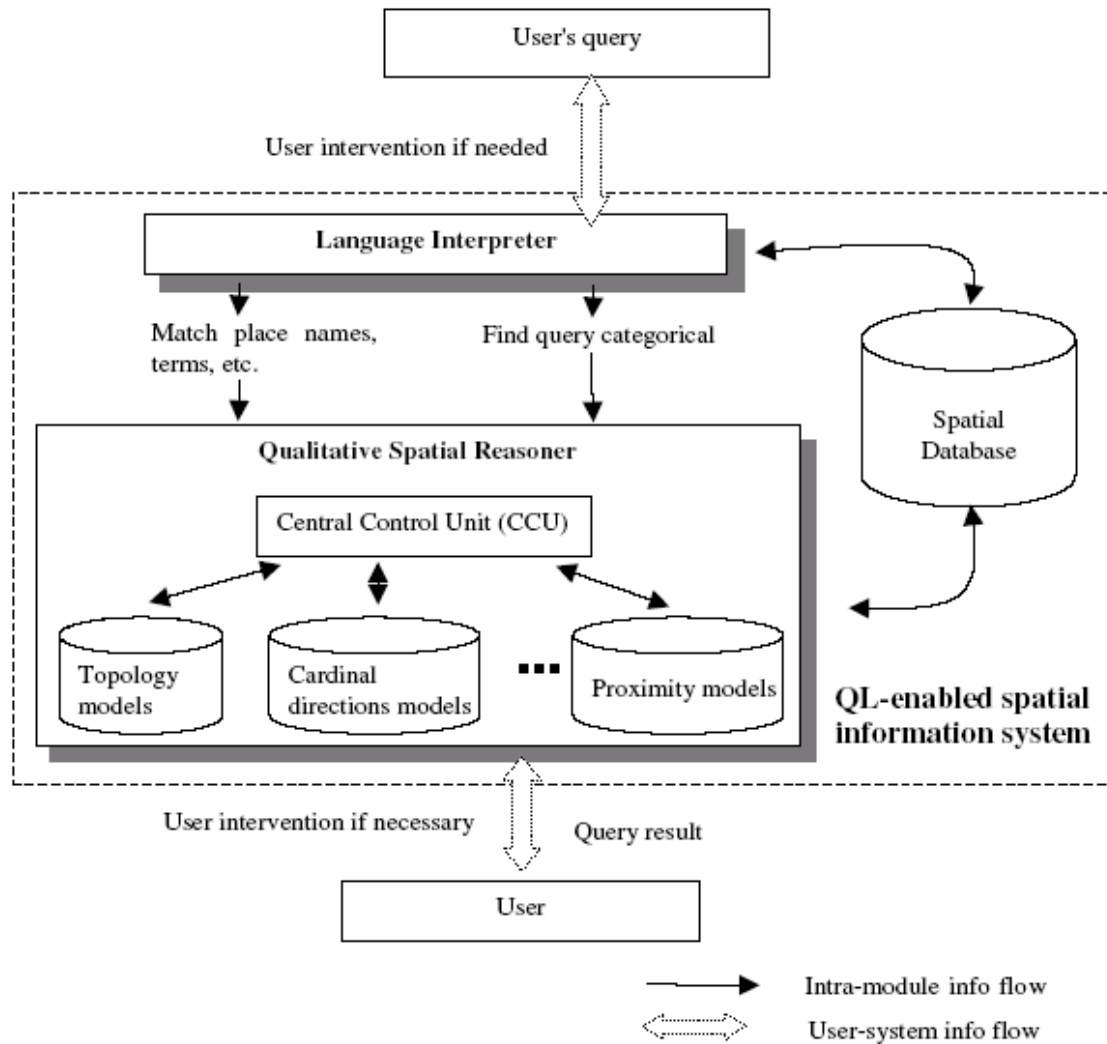 User's query
User intervention if needed
Language Interpreter
Match place names,
terms, etc.
Find query categorical
Spatial
Database
Qualitative Spatial Reasoner
Central Control Unit (CCU)
Topology
models
Cardinal
directions models
Proximity models
QL-enabled spatial
information system
User intervention if necessary
Query result
User
Intra-module info flow
User-system info flow